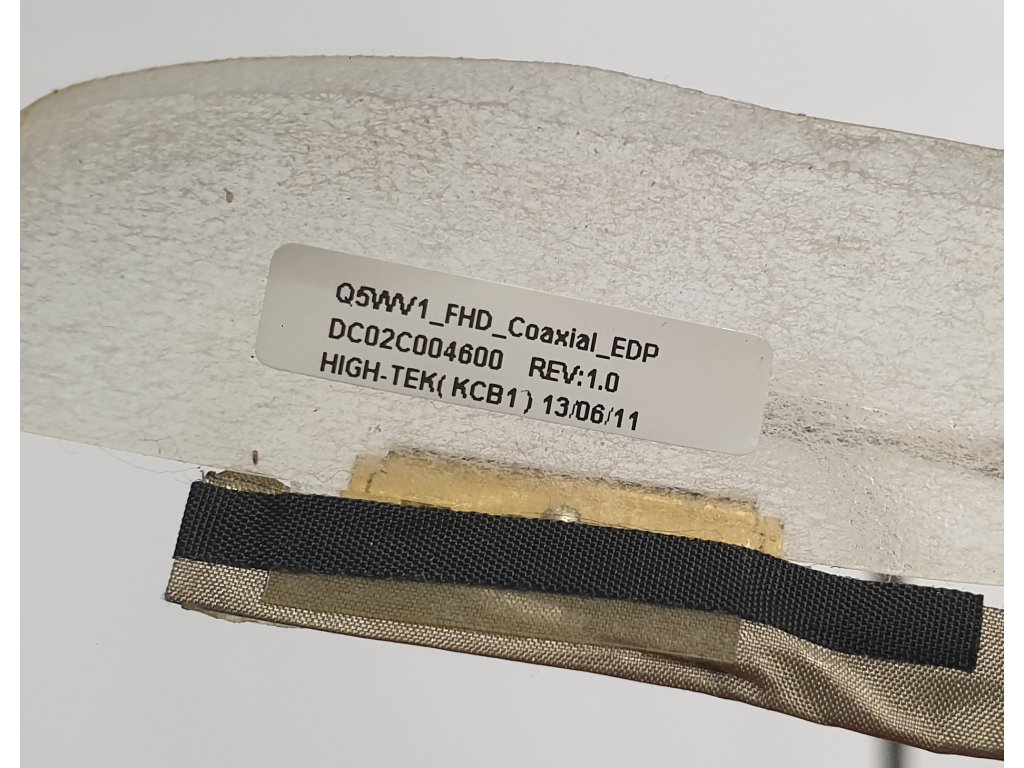 Q5WV1_FHD_Coaxial_EDP
DC02C004600 REV:1.0
HIGH-TEK( KCB1 ) 13/06/11